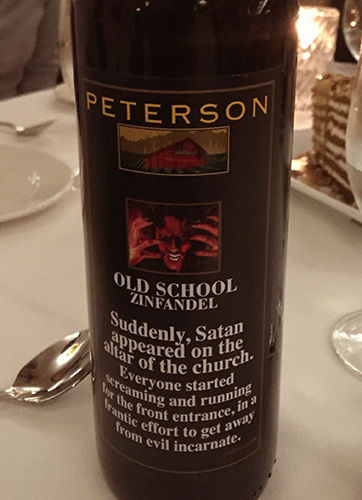 PETERSON
OLD SCHOOL
ZINFANDEL
Suddenly, Satan
appeared on the
altar of the church.
Everyone started
screaming and running
for the front entrance, in a
frantic effort to get away
from evil incarnate.